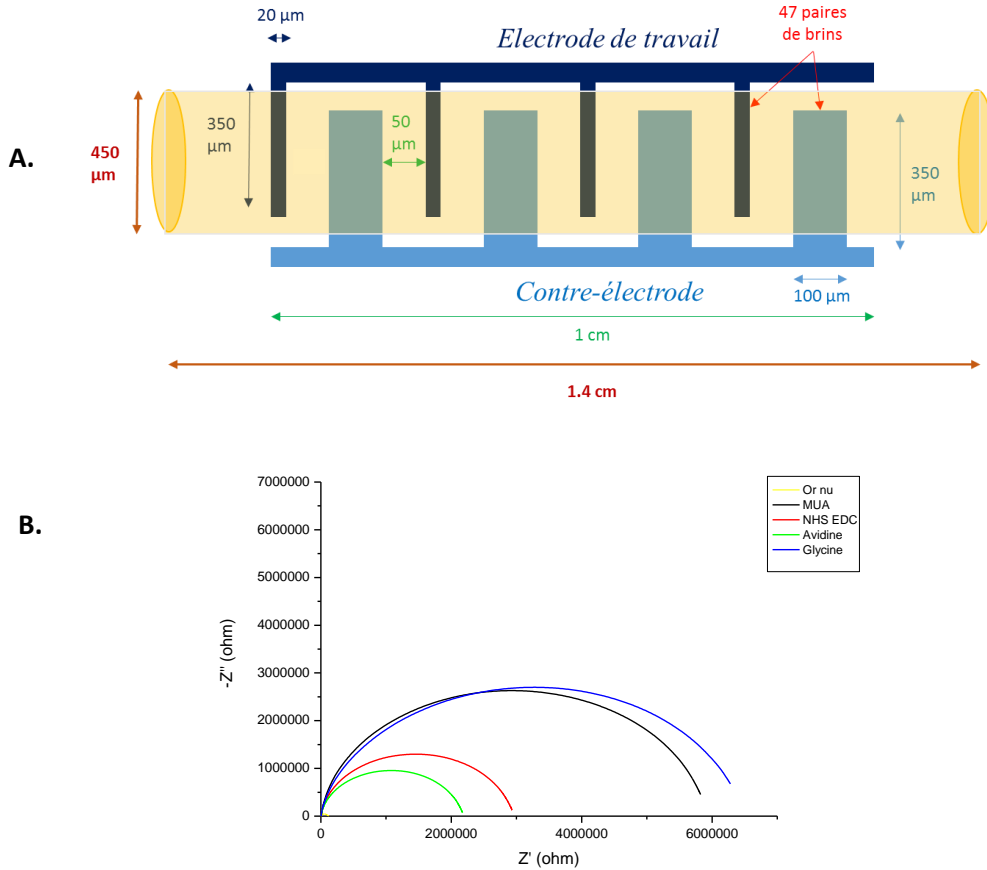 A.
20 µm
Electrode de travail
47 paires
de brins
450
µm
350
µm
50
µm
350
µm
Contre-électrode
100 µm
1 cm
1.4 cm
B.
7000000
6000000
5000000
4000000
3000000
2000000
1000000
0
-Z'' (ohm)
Or nu
MUA
NHS EDC
Avidine
Glycine
0
2000000
4000000
6000000
Z' (ohm)